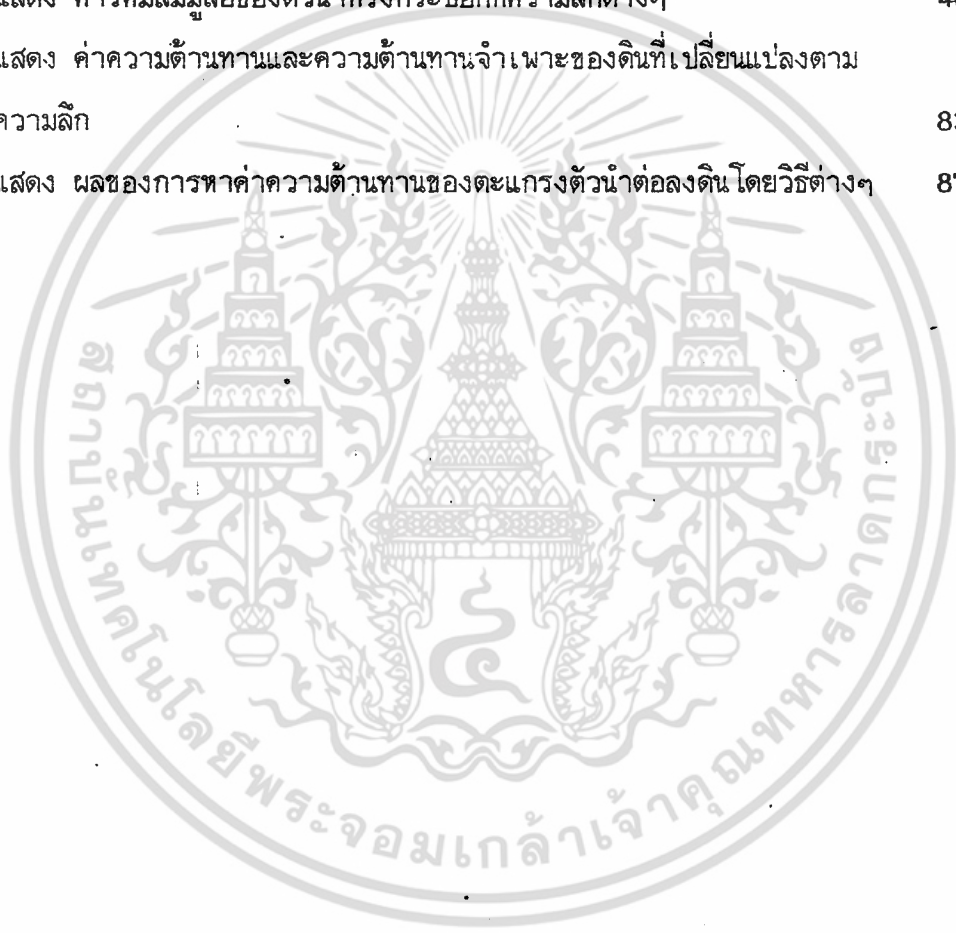 แสดง ค่าความต้านทานและความต้านทานจำเพาะของดินที่เปลี่ยนแปลงตาม
ความลึก
แสดง ผลของการหาค่าความต้านทานของตะแกรงตัวนำต่อลงดินโดยวิธีต่างๆ
สถาบันเทคโนโลยีพระจอมเกล้าเจ้าคุณทหารลาดกระบัง